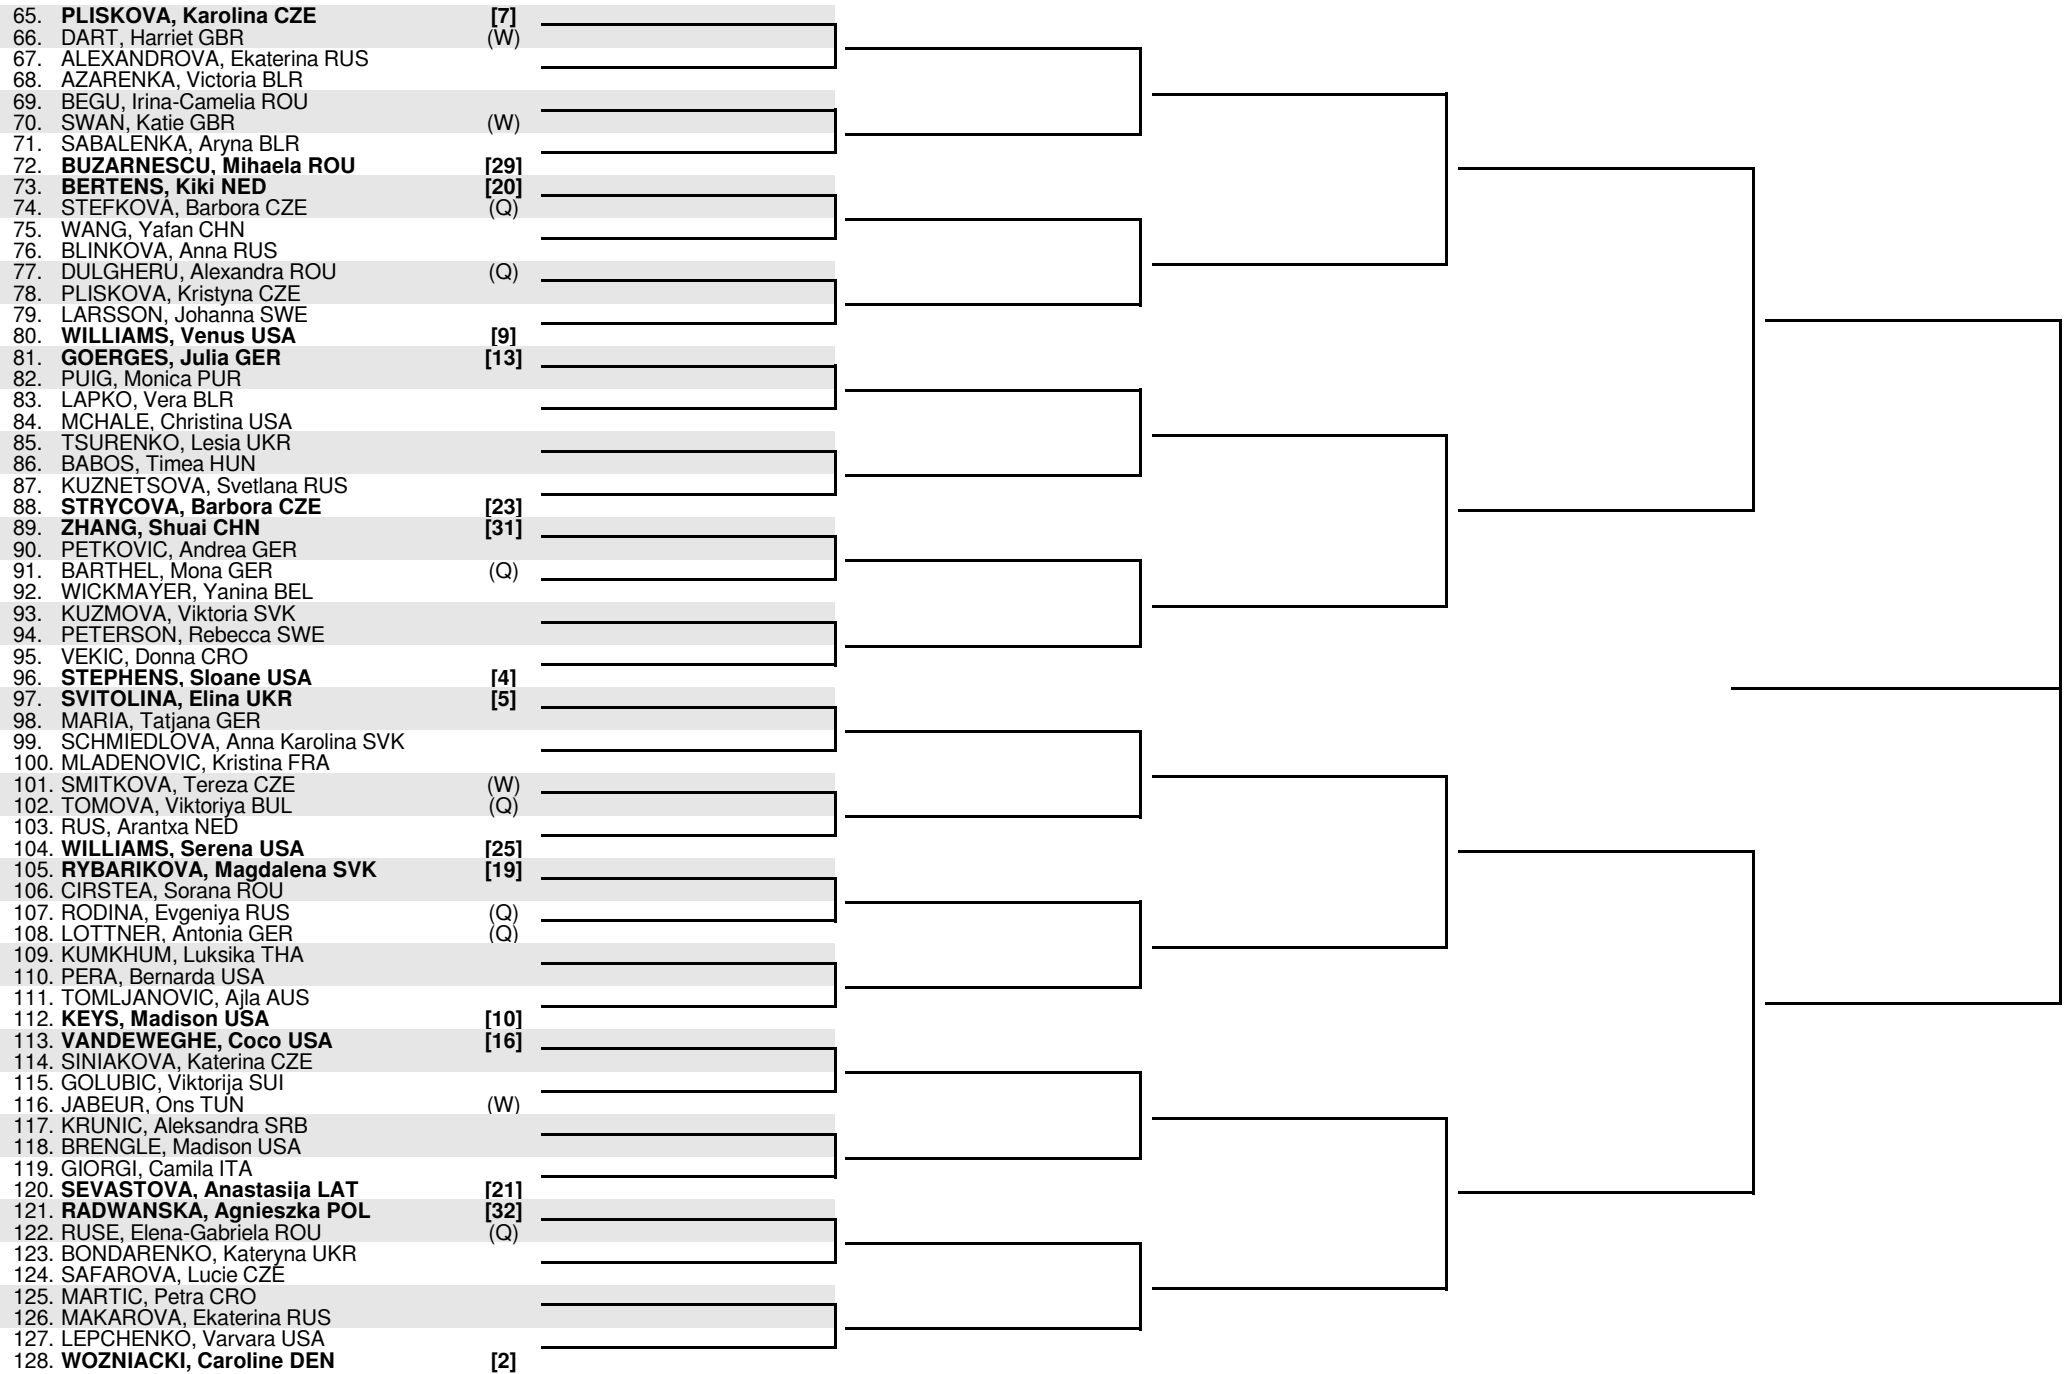 65. PLISKOVA, Karolina CZE [7]
66. DART, Harriet GBR (W)
67. ALEXANDROVA, Ekaterina RUS
68. AZARENKA, Victoria BLR
69. BEGU, Irina-Camelia ROU
70. SWAN, Katie GBR (W)
71. SABALENKA, Aryna BLR
72. BUZARNESCU, Mihaela ROU [29]
73. BERTENS, Kiki NED [20]
74. STEFKOVA, Barbora CZE (Q)
75. WANG, Yafan CHN
76. BLINKOVA, Anna RUS
77. DULGHERU, Alexandra ROU (Q)
78. PLISKOVA, Kristyna CZE
79. LARSSON, Johanna SWE
80. WILLIAMS, Venus USA [9]
81. GOERGES, Julia GER [13]
82. PUIG, Monica PUR
83. LAPKO, Vera BLR
84. MCHALE, Christina USA
85. TSURENKO, Lesia UKR
86. BABOS, Timea HUN
87. KUZNETSOVA, Svetlana RUS
88. STRYCOVA, Barbora CZE [23]
89. ZHANG, Shuai CHN [31]
90. PETKOVIC, Andrea GER
91. BARTHEL, Mona GER (Q)
92. WICKMAYER, Yanina BEL
93. KUZMOVA, Viktoria SVK
94. PETERSON, Rebecca SWE
95. VEKIC, Donna CRO
96. STEPHENS, Sloane USA [4]
97. SVITOLINA, Elina UKR [5]
98. MARIA, Tatjana GER
99. SCHMIEDLOVA, Anna Karolina SVK
100. MLADENOVIC, Kristina FRA
101. SMITKOVA, Tereza CZE (W)
102. TOMOVA, Viktoriya BUL (Q)
103. RUS, Arantxa NED
104. WILLIAMS, Serena USA [25]
105. RYBARIKOVA, Magdalena SVK [19]
106. CIRSTEA, Sorana ROU
107. RODINA, Evgeniya RUS (Q)
108. LOTTNER, Antonia GER (Q)
109. KUMKHUM, Luksika THA
110. PERA, Bernarda USA
111. TOMLJANOVIC, Ajla AUS
112. KEYS, Madison USA [10]
113. VANDEWEGHE, Coco USA [16]
114. SINIAKOVA, Katerina CZE
115. GOLUBIC, Viktorija SUI
116. JABEUR, Ons TUN (W)
117. KRUNIC, Aleksandra SRB
118. BRENGLE, Madison USA
119. GIORGI, Camila ITA
120. SEVASTOVA, Anastasija LAT [21]
121. RADWANSKA, Agnieszka POL [32]
122. RUSE, Elena-Gabriela ROU (Q)
123. BONDARENKO, Kateryna UKR
124. SAFAROVA, Lucie CZE
125. MARTIC, Petra CRO
126. MAKAROVA, Ekaterina RUS
127. LEPCHENKO, Varvara USA
128. WOZNIACKI, Caroline DEN [2]